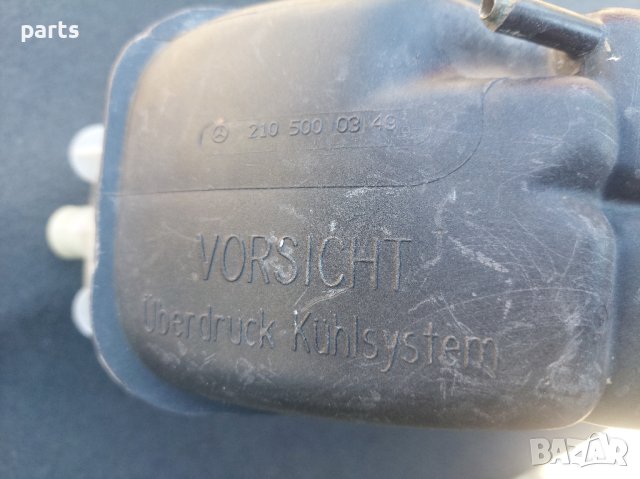 N&N
parts
210 500 03 49
VORSICHT
Überdruck Kühlsystem
BAZAR